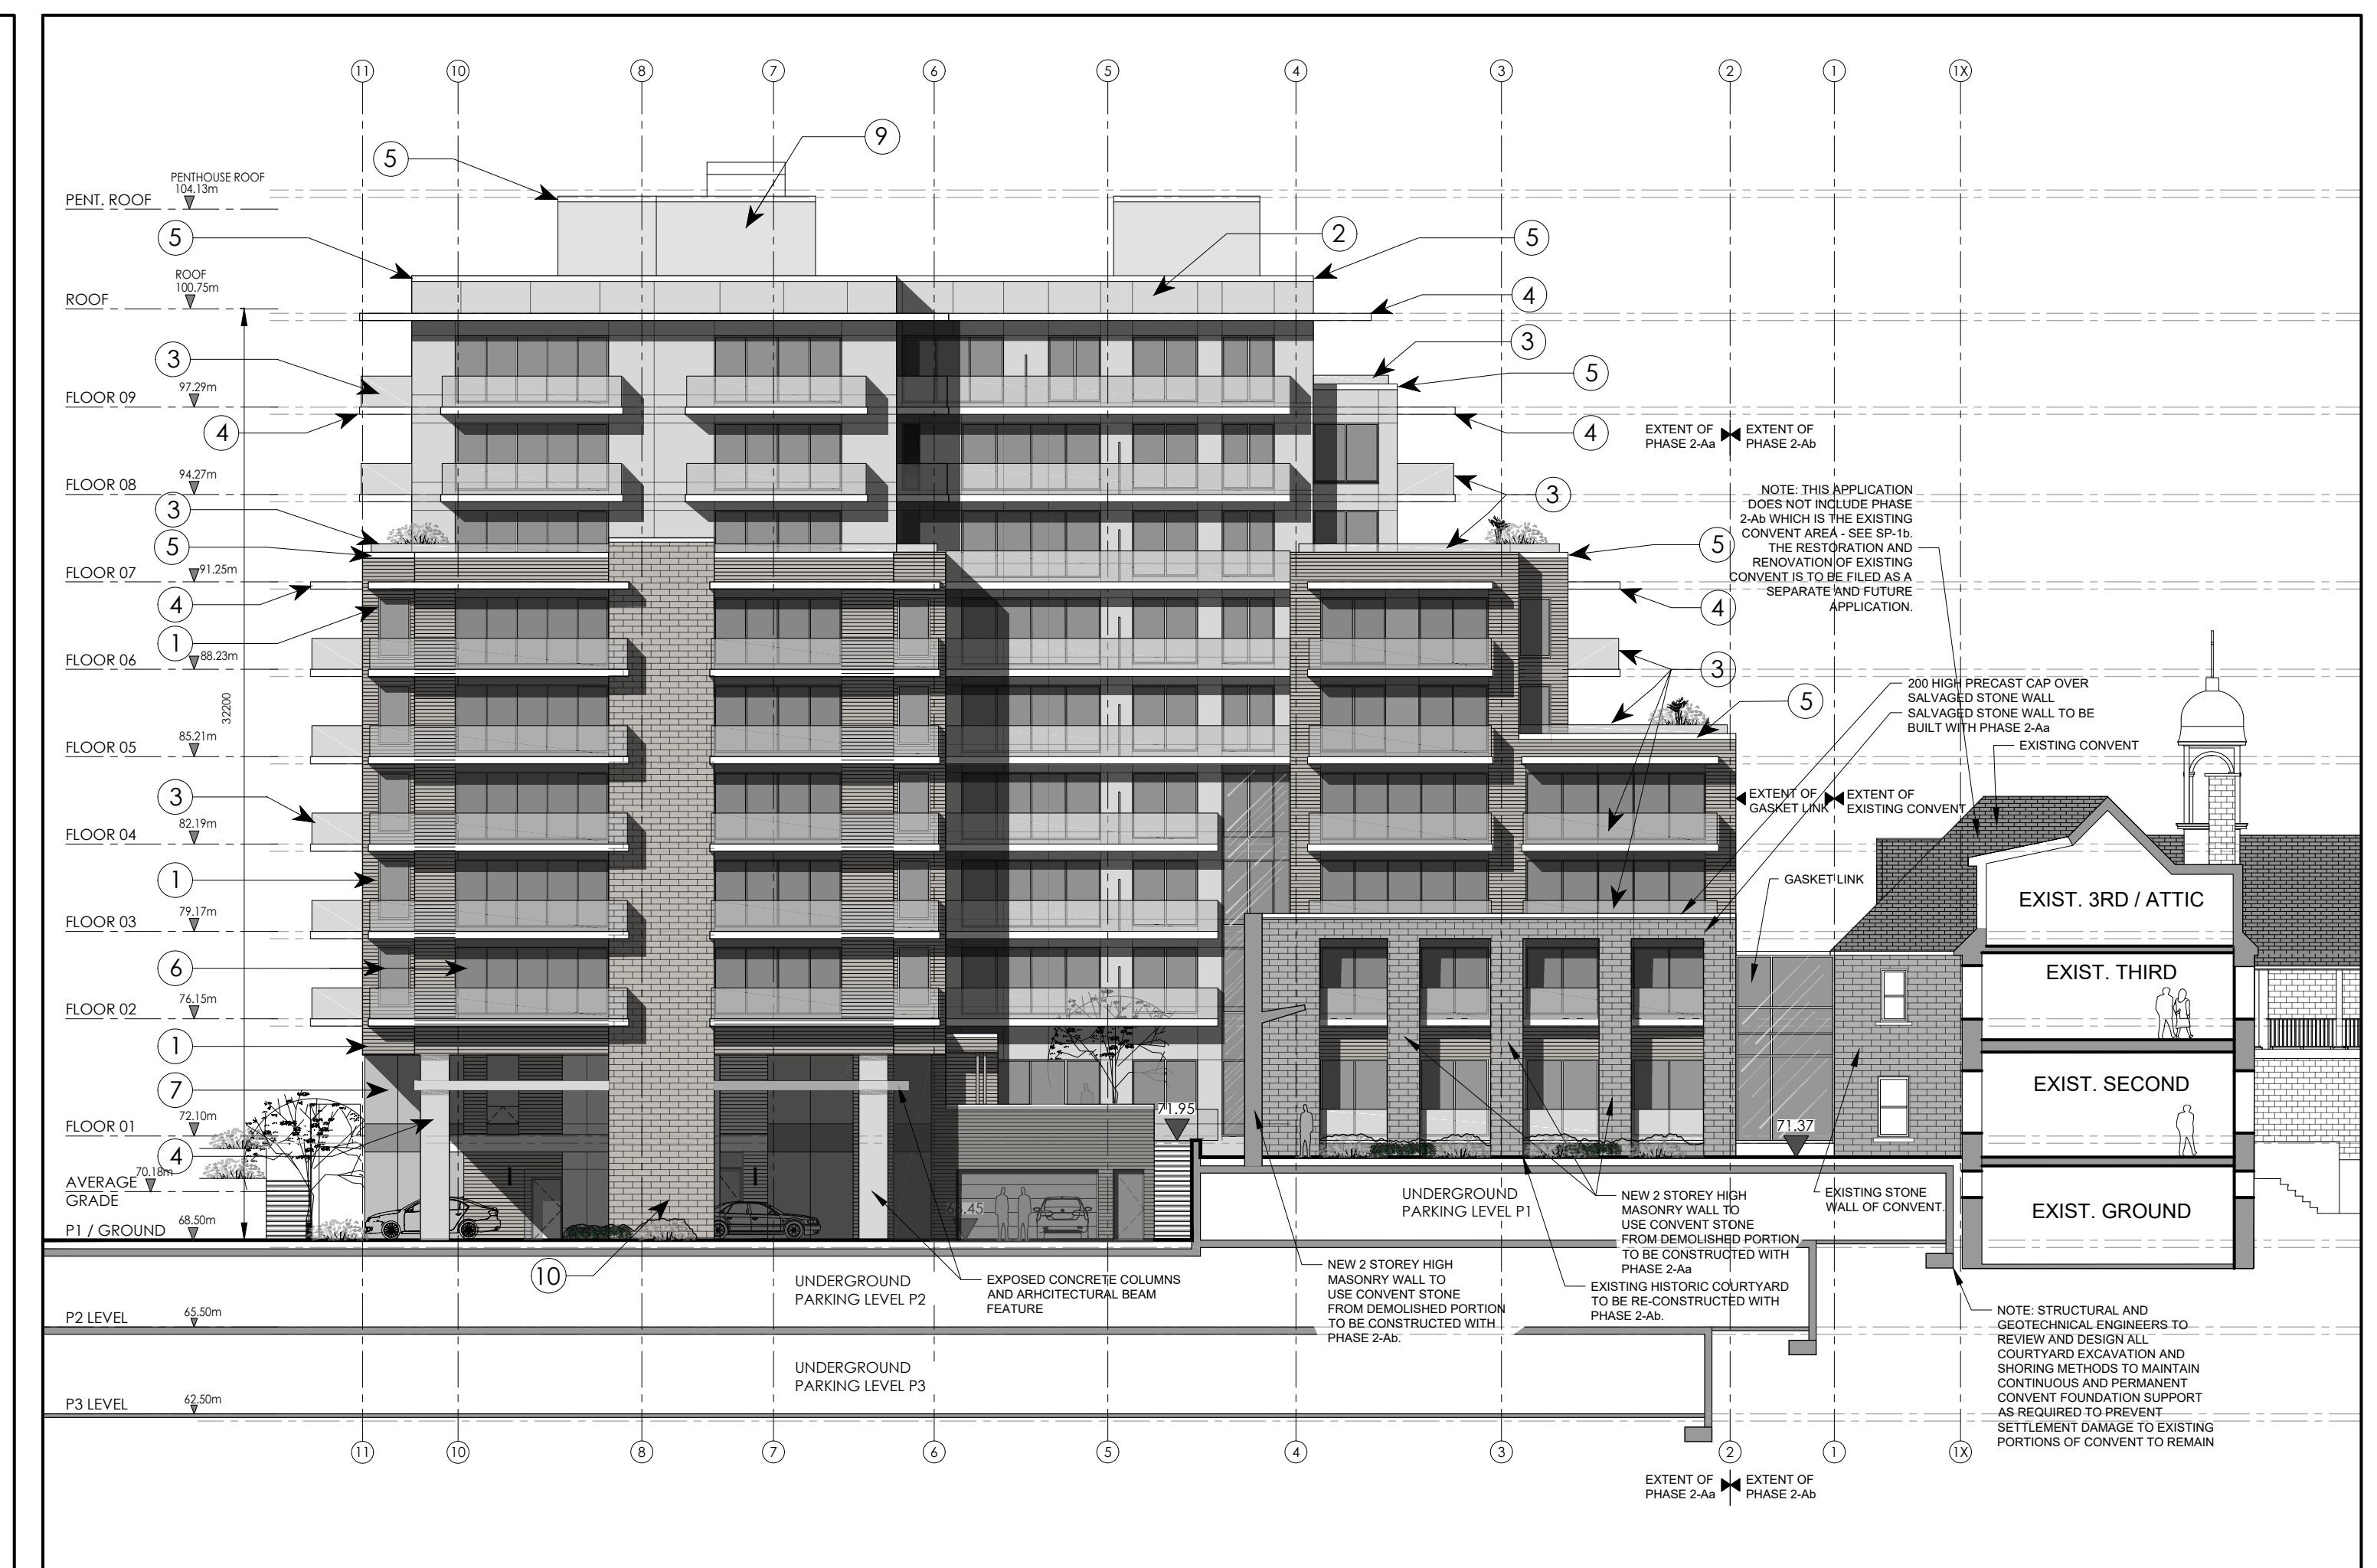 11 10 8 7 6 5 4 3 2 1 1X
9
5
PENTHOUSE ROOF
104.13m
PENT. ROOF
5
2
5
ROOF
100.75m
ROOF
4
3
3
5
97.29m
FLOOR 09
4
4
EXTENT OF
PHASE 2-Aa
EXTENT OF
PHASE 2-Ab
94.27m
FLOOR 08
3
3
NOTE: THIS APPLICATION
DOES NOT INCLUDE PHASE
2-Ab WHICH IS THE EXISTING
CONVENT AREA - SEE SP-1b.
THE RESTORATION AND
RENOVATION OF EXISTING
CONVENT IS TO BE FILED AS A
SEPARATE AND FUTURE
APPLICATION.
5
5
91.25m
FLOOR 07
4
4
1
88.23m
FLOOR 06
3
32200
5
200 HIGH PRECAST CAP OVER
SALVAGED STONE WALL
SALVAGED STONE WALL TO BE
BUILT WITH PHASE 2-Aa
EXISTING CONVENT
85.21m
FLOOR 05
3
EXTENT OF
GASKET LINK
EXTENT OF
EXISTING CONVENT
82.19m
FLOOR 04
1
GASKET LINK
EXIST. 3RD / ATTIC
79.17m
FLOOR 03
6
EXIST. THIRD
76.15m
FLOOR 02
1
7
EXIST. SECOND
72.10m
FLOOR 01
71.95
71.37
4
70.18m
AVERAGE
GRADE
UNDERGROUND
PARKING LEVEL P1
NEW 2 STOREY HIGH
MASONRY WALL TO
USE CONVENT STONE
FROM DEMOLISHED PORTION
TO BE CONSTRUCTED WITH
PHASE 2-Aa
EXISTING STONE
WALL OF CONVENT.
EXIST. GROUND
68.50m
P1 / GROUND
10
UNDERGROUND
PARKING LEVEL P2
EXPOSED CONCRETE COLUMNS
AND ARHCITECTURAL BEAM
FEATURE
NEW 2 STOREY HIGH
MASONRY WALL TO
USE CONVENT STONE
FROM DEMOLISHED PORTION
TO BE CONSTRUCTED WITH
PHASE 2-Ab.
EXISTING HISTORIC COURTYARD
TO BE RE-CONSTRUCTED WITH
PHASE 2-Ab.
65.50m
P2 LEVEL
NOTE: STRUCTURAL AND
GEOTECHNICAL ENGINEERS TO
REVIEW AND DESIGN ALL
COURTYARD EXCAVATION AND
SHORING METHODS TO MAINTAIN
CONTINUOUS AND PERMANENT
CONVENT FOUNDATION SUPPORT
AS REQUIRED TO PREVENT
SETTLEMENT DAMAGE TO EXISTING
PORTIONS OF CONVENT TO REMAIN
UNDERGROUND
PARKING LEVEL P3
62.50m
P3 LEVEL
11 10 8 7 6 5 4 3 2 1 1X
EXTENT OF
PHASE 2-Aa
EXTENT OF
PHASE 2-Ab